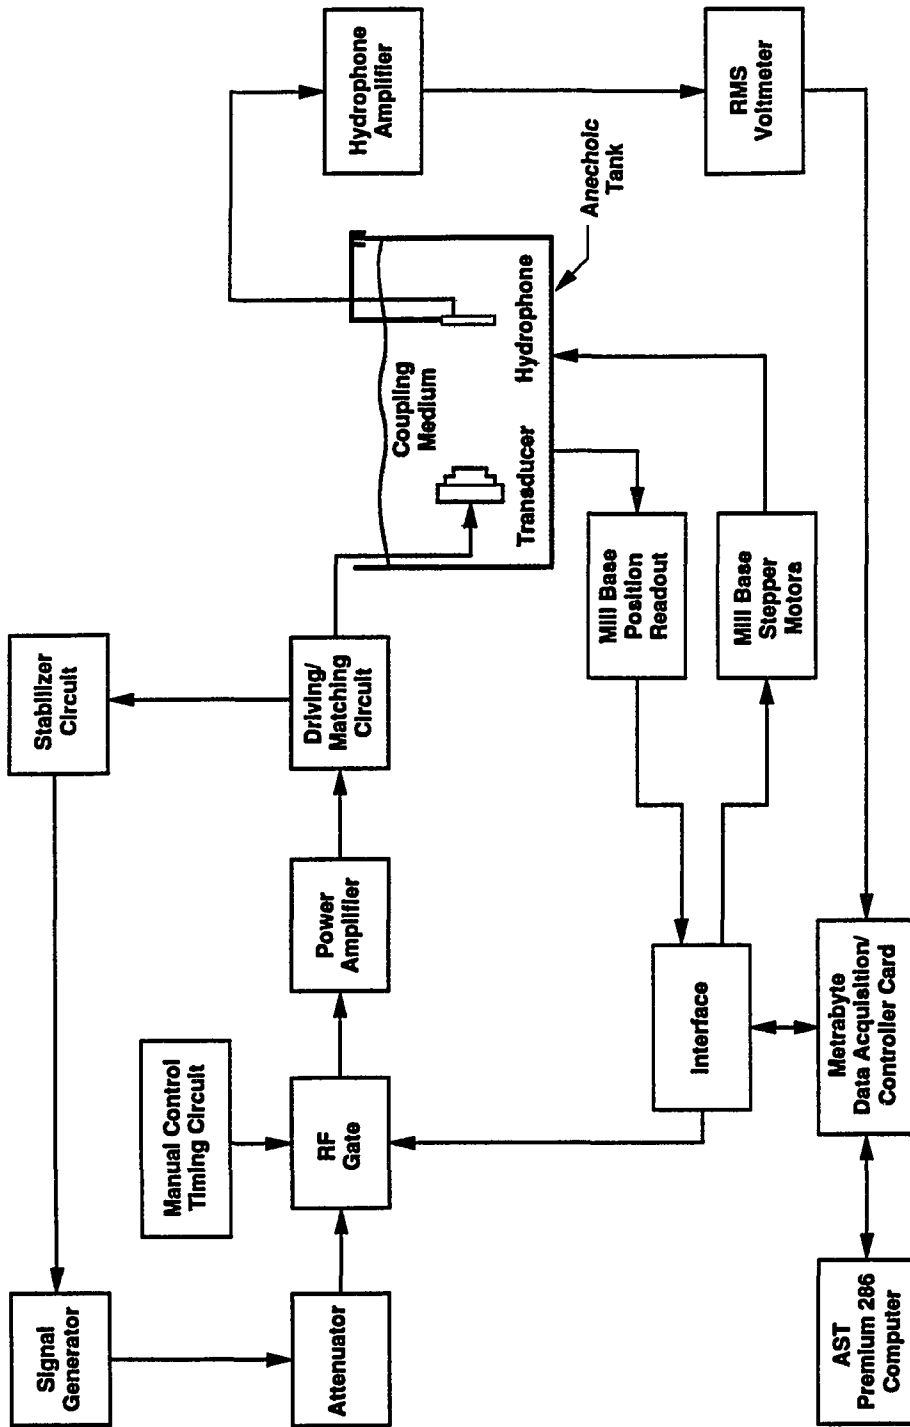 Signal
Generator
Stabilizer
Circuit
Manual Control
Timing Circuit
Attenuator
RF
Gate
Power
Amplifier
Driving/
Matching
Circuit
Coupling
Medium
Transducer
Hydrophone
Anechoic
Tank
Hydrophone
Amplifier
Mill Base
Position
Readout
Mill Base
Stepper
Motors
RMS
Voltmeter
Interface
AST
Premium 286
Computer
Metrabyte
Data Acquisition/
Controller Card